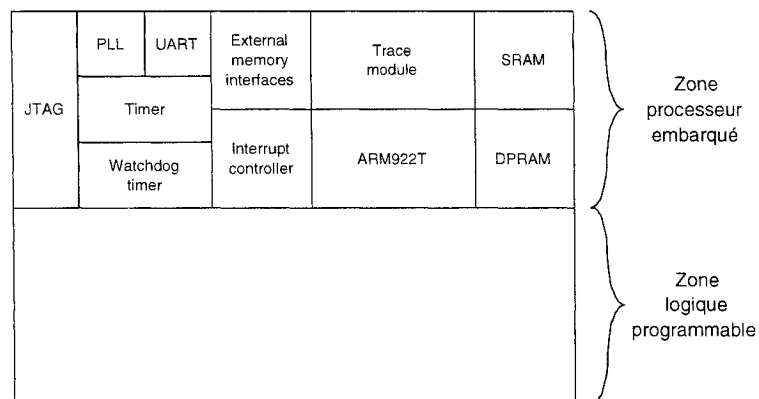 JTAG
PLL
UART
Timer
Watchdog
timer
External
memory
interfaces
Interrupt
controller
Trace
module
ARM922T
SRAM
DPRAM
Zone
processeur
embarqué
Zone
logique
programmable